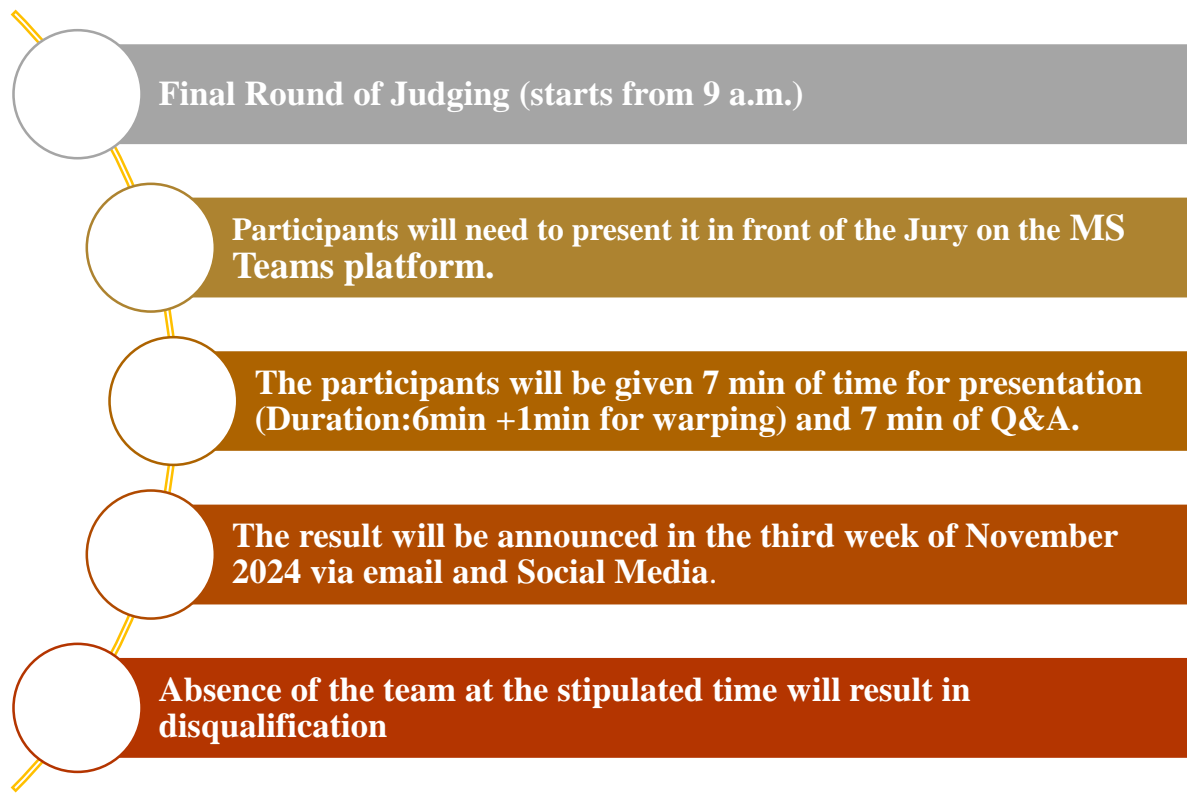 Final Round of Judging (starts from 9 a.m.)
Participants will need to present it in front of the Jury on the MS
Teams platform.
The participants will be given 7 min of time for presentation
(Duration:6min +1min for warping) and 7 min of Q&A.
The result will be announced in the third week of November
2024 via email and Social Media.
Absence of the team at the stipulated time will result in
disqualification